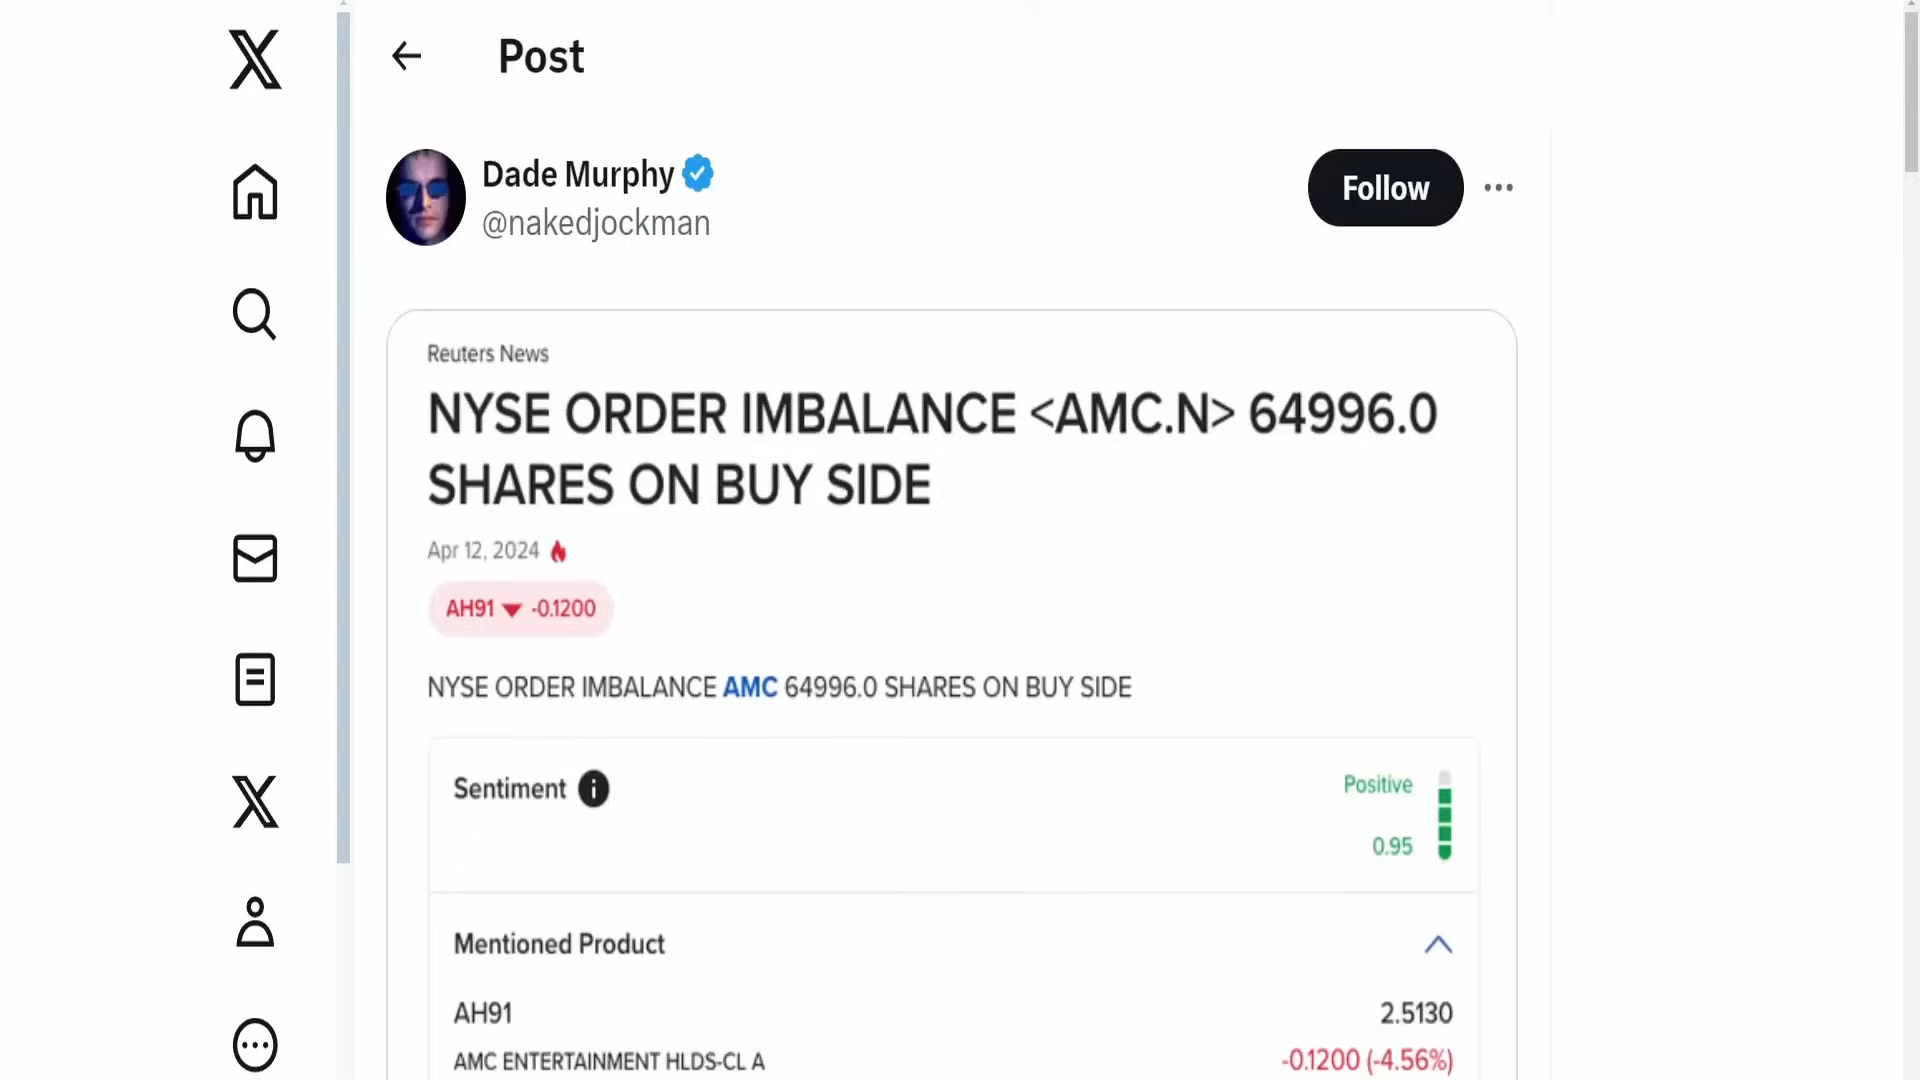 Post
Dade Murphy
@nakedjockman
Follow
Reuters News
NYSE ORDER IMBALANCE <AMC.N> 64996.0
SHARES ON BUY SIDE
Apr 12, 2024
AH91 ▼ -0.1200
NYSE ORDER IMBALANCE AMC 64996.0 SHARES ON BUY SIDE
Sentiment
Positive
0.95
Mentioned Product
AH91 2.5130
AMC ENTERTAINMENT HLDS-CL A -0.1200 (-4.56%)